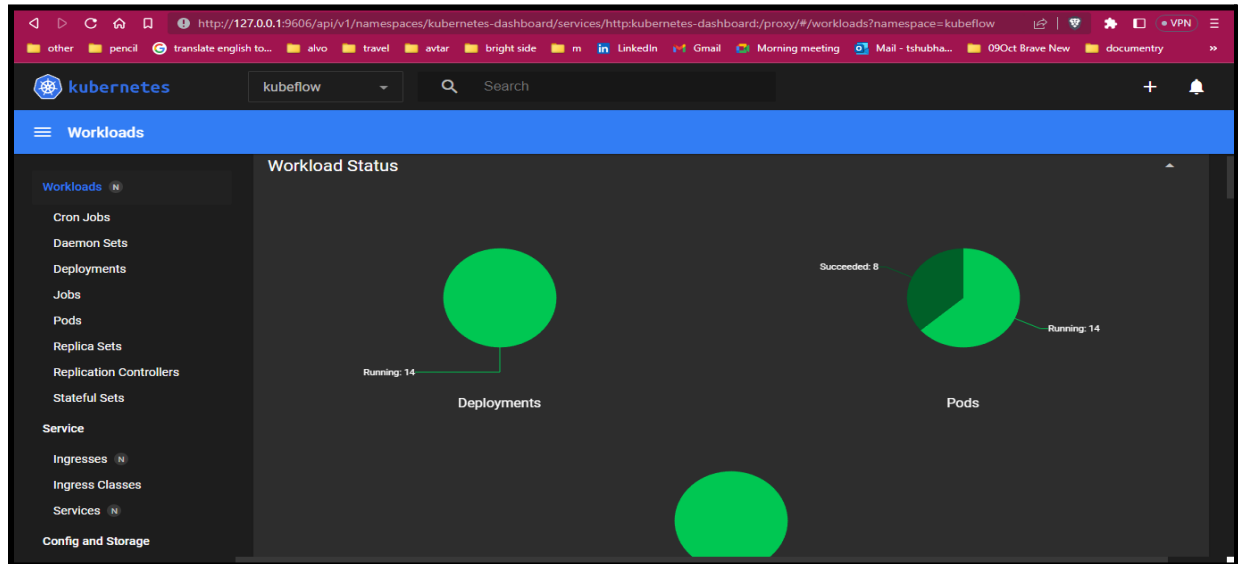 http://127.0.0.1:9606/api/v1/namespaces/kubernetes-dashboard/services/http:kubernetes-dashboard:/proxy/#/workloads?namespace=kubeflow
VPN
other pencil translate english to... alvo travel avtar bright side m LinkedIn Gmail Morning meeting Mail - tshubha... 09Oct Brave New documentry »
kubernetes kubeflow Search
Workloads
Workload Status
Workloads N
Cron Jobs
Daemon Sets
Deployments
Jobs
Pods
Replica Sets
Replication Controllers
Stateful Sets
Service
Ingresses N
Ingress Classes
Services N
Config and Storage
Running: 14
Deployments
Succeeded: 8
Running: 14
Pods